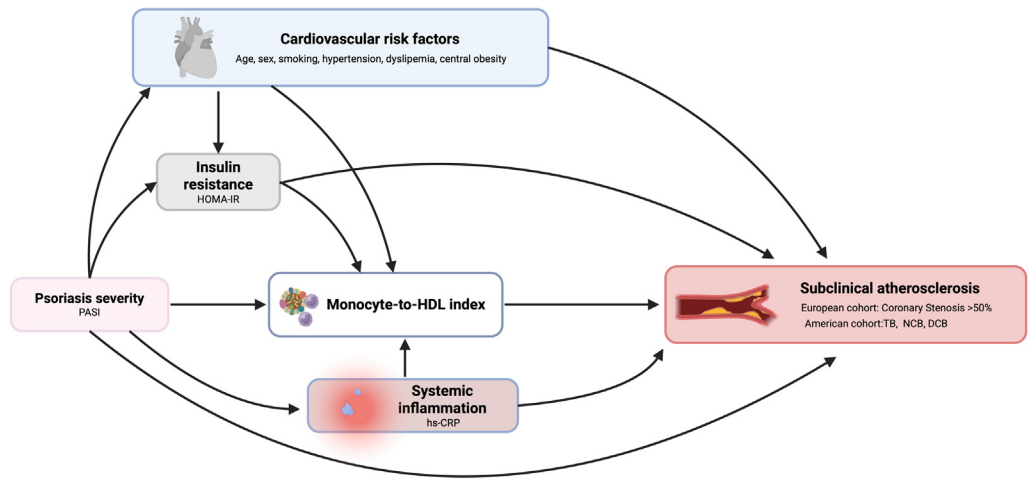 Cardiovascular risk factors
Age, sex, smoking, hypertension, dyslipemia, central obesity
Insulin
resistance
HOMA-IR
Psoriasis severity
PASI
Monocyte-to-HDL index
Subclinical atherosclerosis
European cohort: Coronary Stenosis >50%
American cohort:TB, NCB, DCB
Systemic
inflammation
hs-CRP